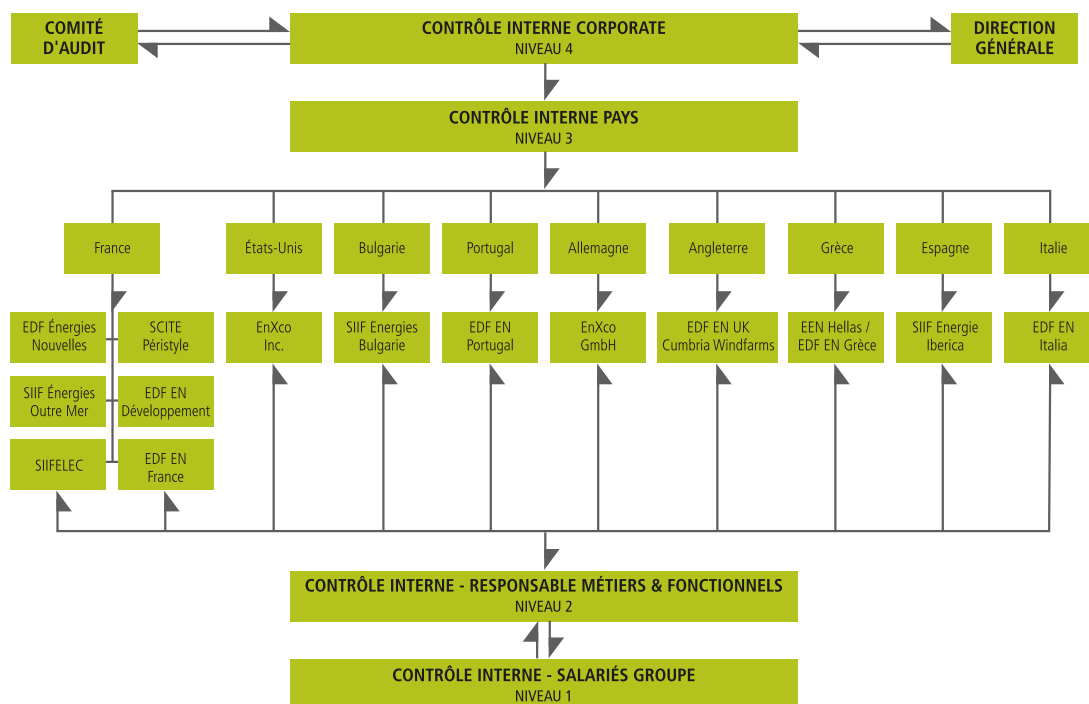 COMITÉ
D'AUDIT
CONTRÔLE INTERNE CORPORATE
NIVEAU 4
DIRECTION
GÉNÉRALE
CONTRÔLE INTERNE PAYS
NIVEAU 3
France
États-Unis
Bulgarie
Portugal
Allemagne
Angleterre
Grèce
Espagne
Italie
EDF Énergies
Nouvelles
SCITE
Péristyle
EnXco
Inc.
SIIF Energies
Bulgarie
EDF EN
Portugal
EnXco
GmbH
EDF EN UK
Cumbria Windfarms
EEN Hellas /
EDF EN Grèce
SIIF Energie
Iberica
EDF EN
Italia
SIIF Énergies
Outre Mer
EDF EN
Développement
SIIFELEC
EDF EN
France
CONTRÔLE INTERNE - RESPONSABLE MÉTIERS & FONCTIONNELS
NIVEAU 2
CONTRÔLE INTERNE - SALARIÉS GROUPE
NIVEAU 1